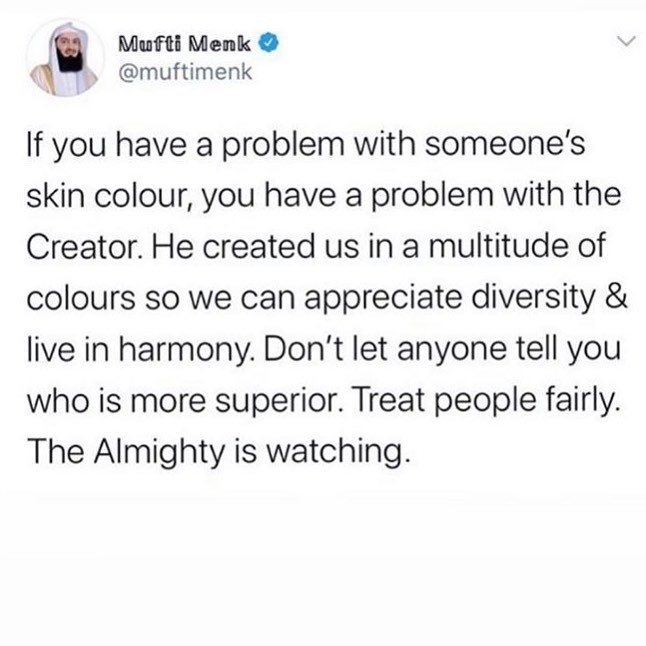 Mufti Menk
@muftimenk
If you have a problem with someone's
skin colour, you have a problem with the
Creator. He created us in a multitude of
colours so we can appreciate diversity &
live in harmony. Don't let anyone tell you
who is more superior. Treat people fairly.
The Almighty is watching.